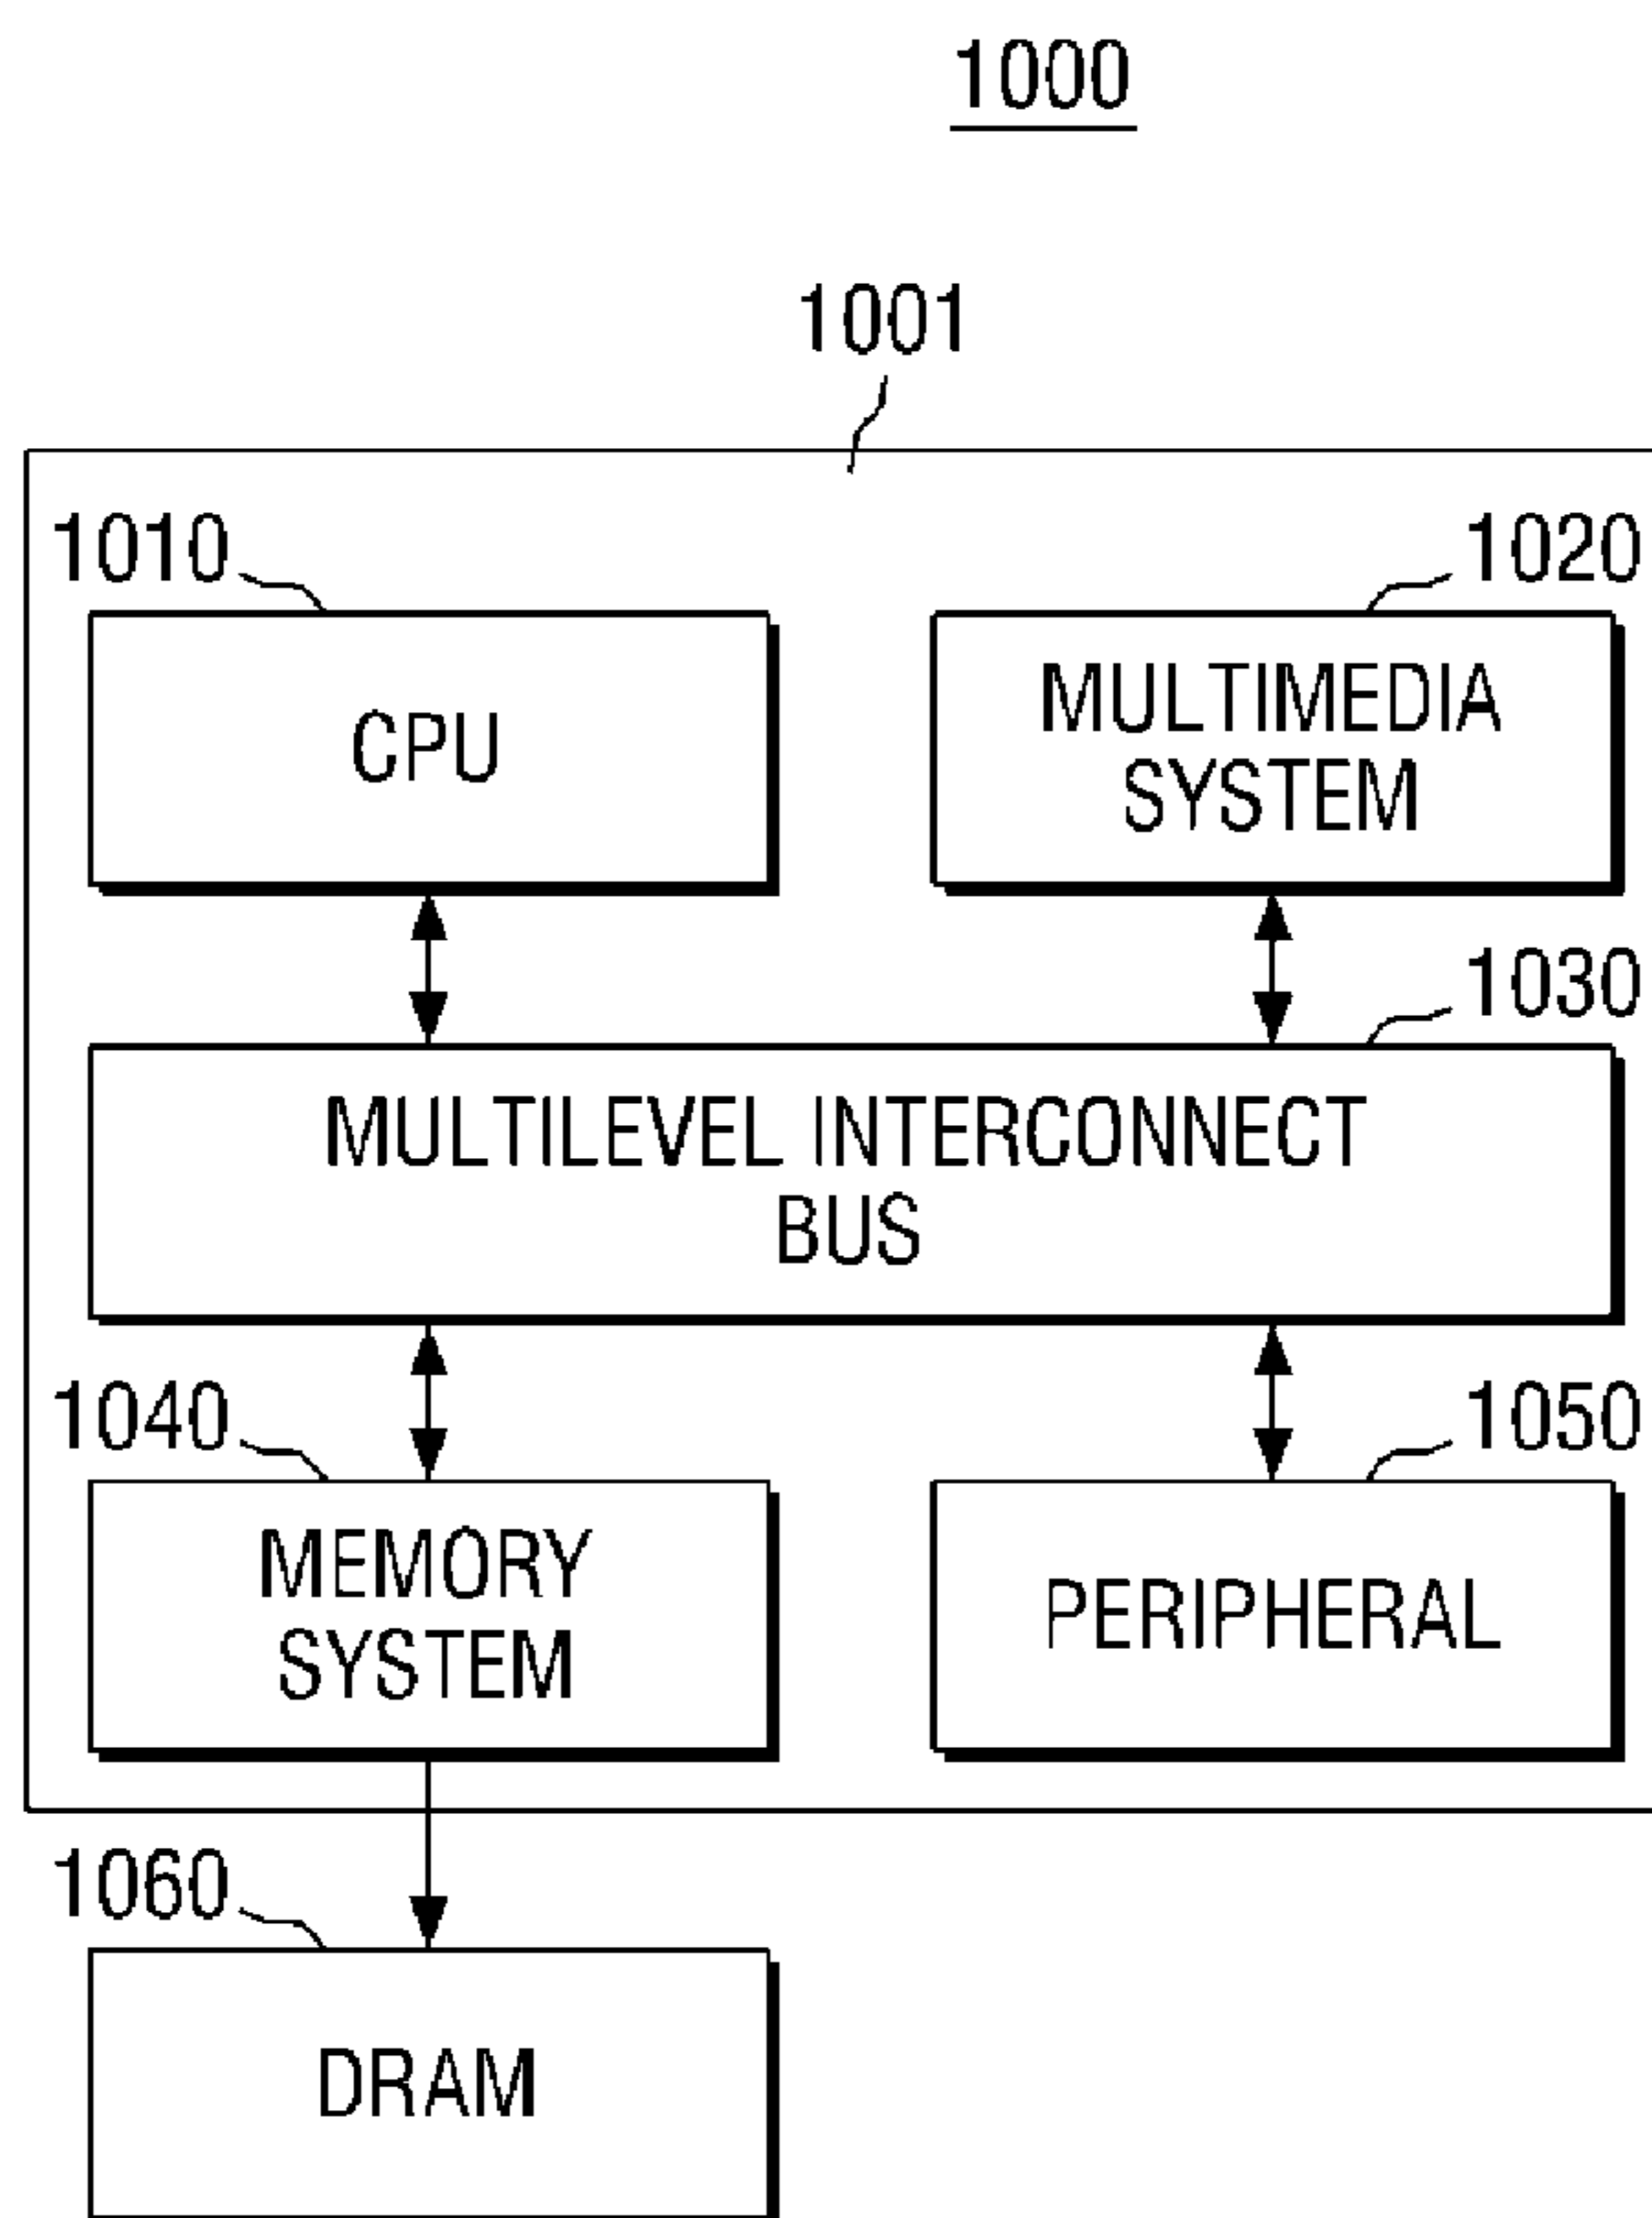 1000
1001
1010
1020
CPU
MULTIMEDIA
SYSTEM
1030
MULTILEVEL INTERCONNECT
BUS
1040
1050
MEMORY
SYSTEM
PERIPHERAL
1060
DRAM